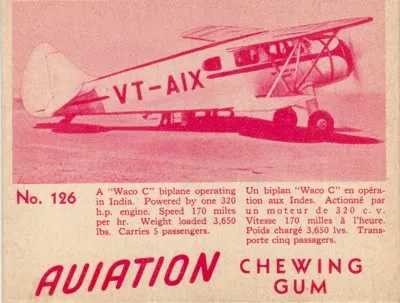 VT-AIX
No. 126
A "Waco C" biplane operating
in India. Powered by one 320
h.p. engine. Speed 170 miles
per hr. Weight loaded 3,650
lbs. Carries 5 passengers.
Un biplan "Waco C" en opéra-
tion aux Indes. Actionné par
un moteur de 320 c. v.
Vitesse 170 miles à l'heure.
Poids chargé 3,650 lvs. Trans-
porte cinq passagers.
AVIATION CHEWING
GUM